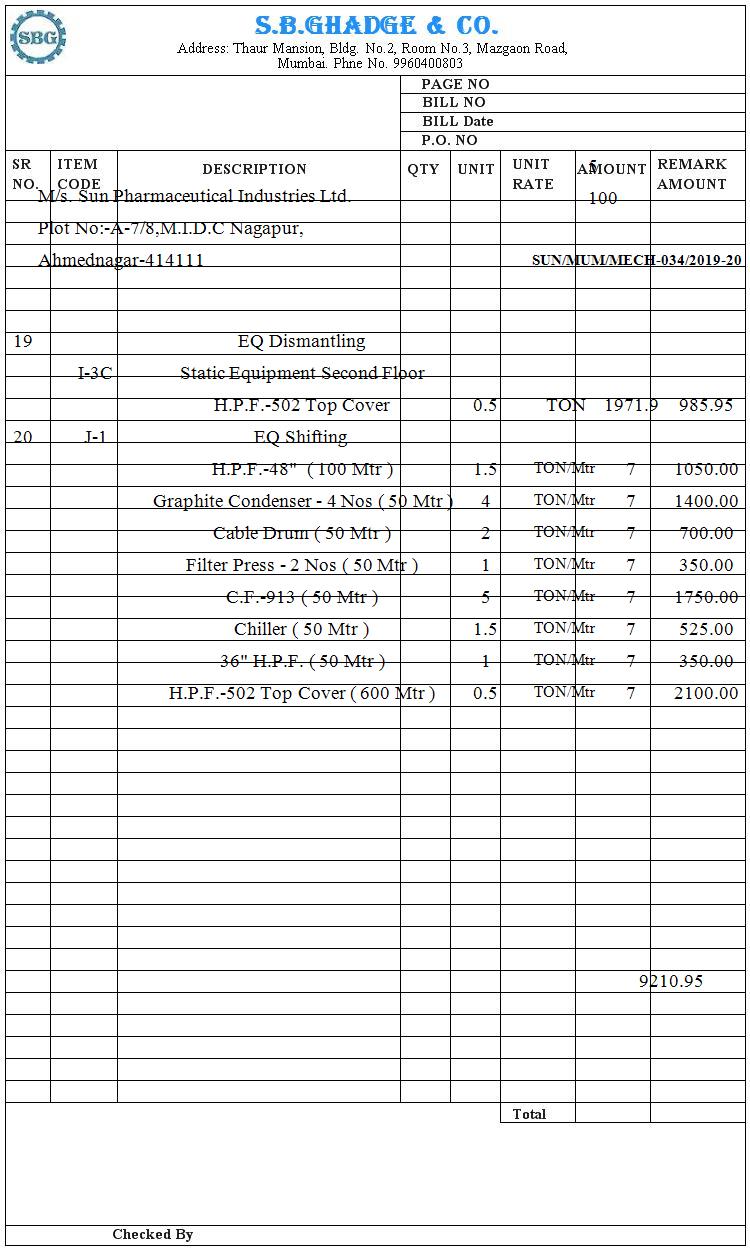 SBG
S.B.GHADGE & CO.
Address: Thaur Mansion, Bldg. No.2, Room No.3, Mazgaon Road,
Mumbai. Phne No. 9960400803
PAGE NO
BILL NO
BILL Date
P.O. NO
SR NO. ITEM CODE DESCRIPTION QTY UNIT UNIT RATE AMOUNT REMARK AMOUNT
5
M/s. Sun Pharmaceutical Industries Ltd. 100
Plot No:-A-7/8,M.I.D.C Nagapur,
Ahmednagar-414111 SUN/MUM/MECH-034/2019-20
19 EQ Dismantling
I-3C Static Equipment Second Floor
H.P.F.-502 Top Cover 0.5 TON 1971.9 985.95
20 J-1 EQ Shifting
H.P.F.-48" ( 100 Mtr ) 1.5 TON/Mtr 7 1050.00
Graphite Condenser - 4 Nos ( 50 Mtr ) 4 TON/Mtr 7 1400.00
Cable Drum ( 50 Mtr ) 2 TON/Mtr 7 700.00
Filter Press - 2 Nos ( 50 Mtr ) 1 TON/Mtr 7 350.00
C.F.-913 ( 50 Mtr ) 5 TON/Mtr 7 1750.00
Chiller ( 50 Mtr ) 1.5 TON/Mtr 7 525.00
36" H.P.F. ( 50 Mtr ) 1 TON/Mtr 7 350.00
H.P.F.-502 Top Cover ( 600 Mtr ) 0.5 TON/Mtr 7 2100.00
9210.95
Total
Checked By